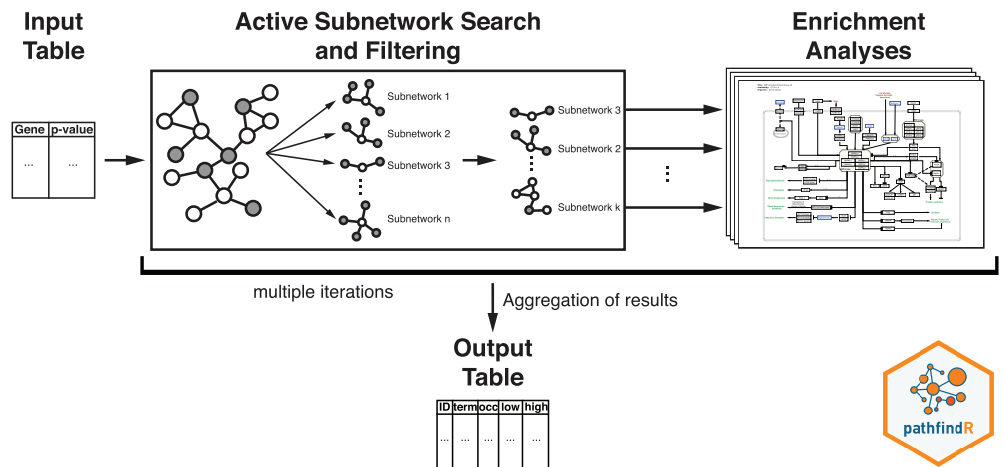 Input
Table
Active Subnetwork Search
and Filtering
Enrichment
Analyses
Gene p-value
... ...
Subnetwork 1
Subnetwork 2
Subnetwork 3
Subnetwork n
Subnetwork 3
Subnetwork 2
Subnetwork k
multiple iterations
Aggregation of results
Output
Table
ID term occ low high
... ... ... ... ...
pathfindR